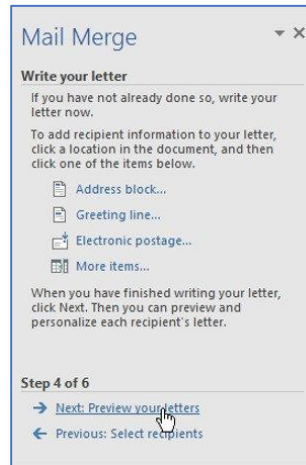 Mail Merge
Write your letter
If you have not already done so, write your
letter now.
To add recipient information to your letter,
click a location in the document, and then
click one of the items below.
Address block...
Greeting line...
Electronic postage...
More items...
When you have finished writing your letter,
click Next. Then you can preview and
personalize each recipient's letter.
Step 4 of 6
Next: Preview your letters
Previous: Select recipients